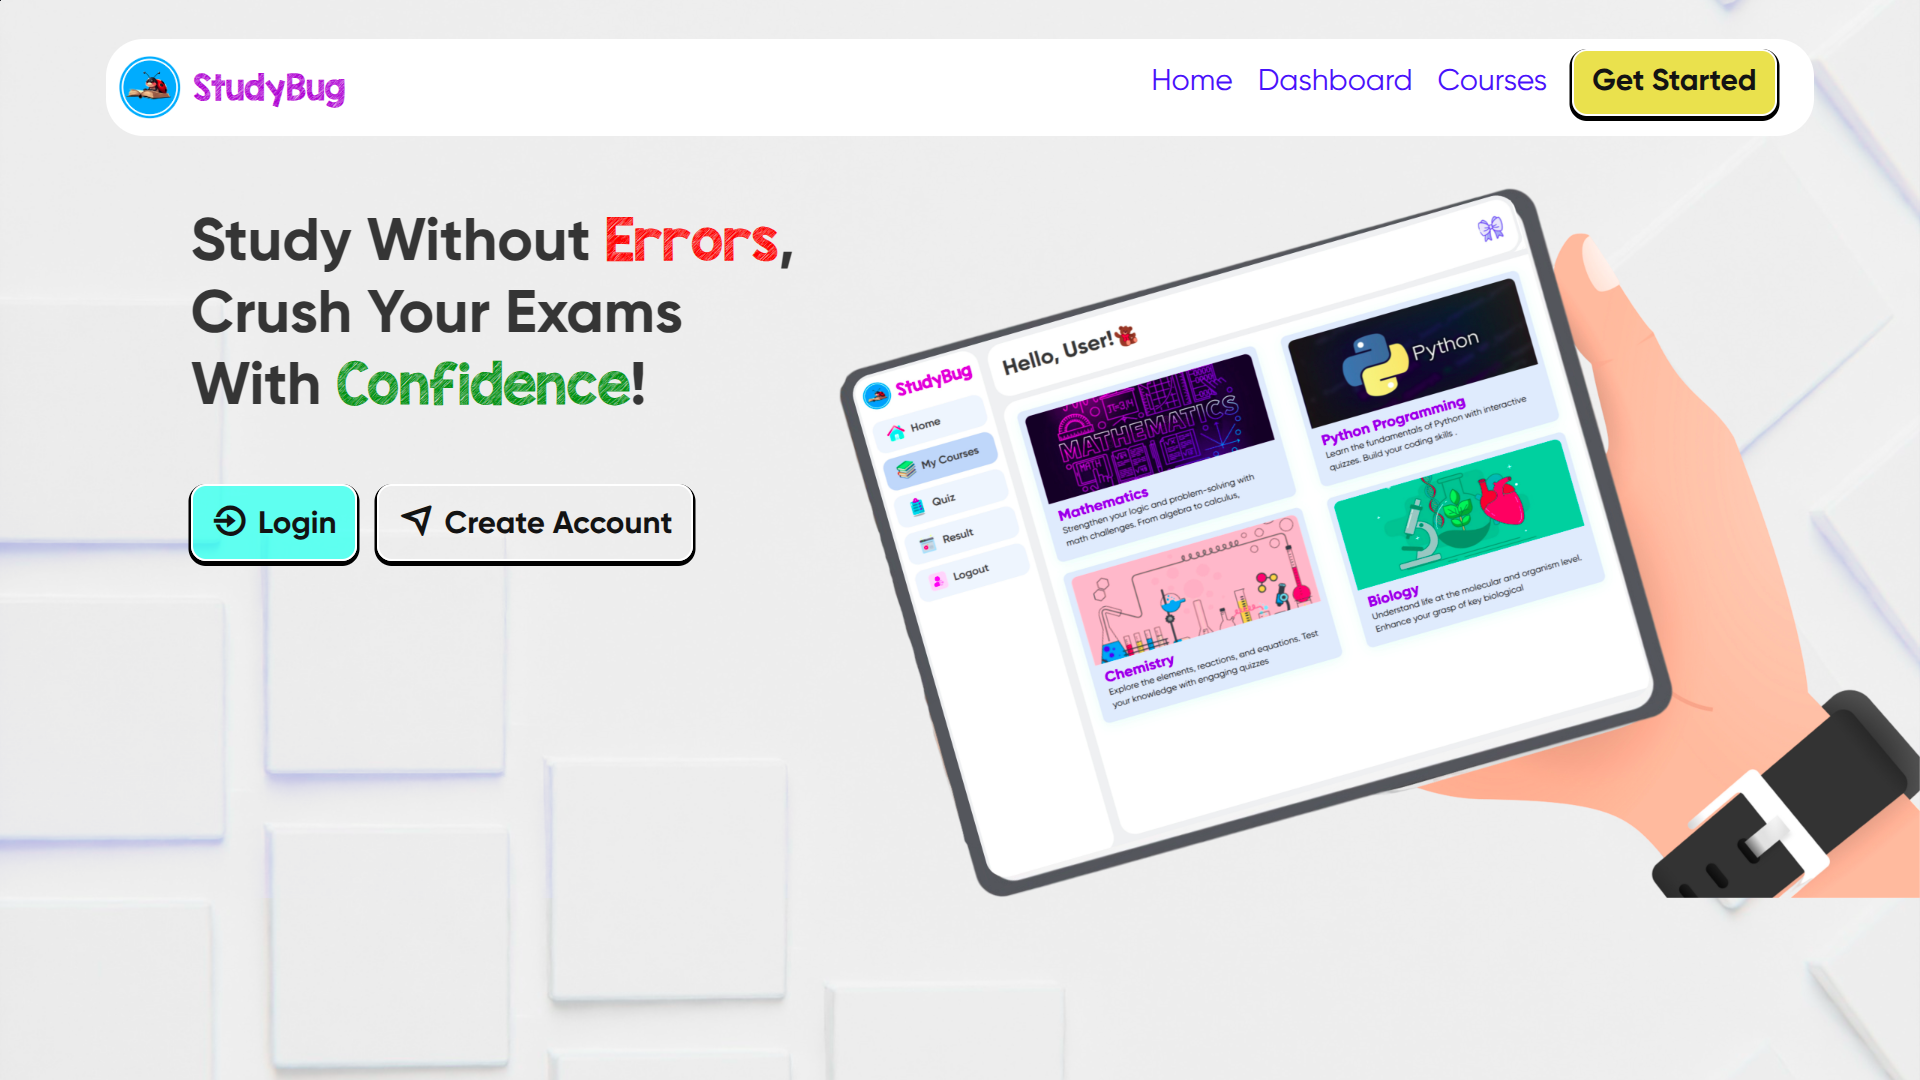 StudyBug
Home Dashboard Courses Get Started
Study Without Errors,
Crush Your Exams
With Confidence!
Login Create Account
StudyBug
Home
My Courses
Quiz
Result
Logout
Hello, User!
MATHEMATICS
Mathematics
Strengthen your logic and problem-solving with
math challenges. From algebra to calculus,
Python
Python Programming
Learn the fundamentals of Python with interactive
quizzes. Build your coding skills .
Chemistry
Explore the elements, reactions, and equations. Test
your knowledge with engaging quizzes
Biology
Understand life at the molecular and organism level.
Enhance your grasp of key biological